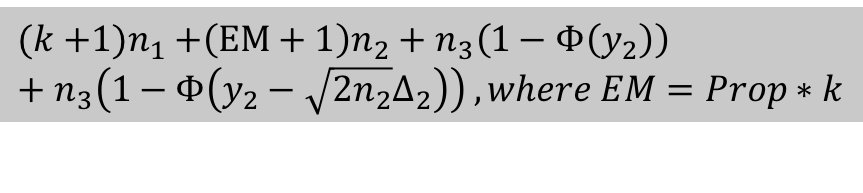 (k +1)n₁ +(EM + 1)n₂ + n₃(1 − Φ(y₂))
+ n₃(1 − Φ(y₂ − √(2n₂)Δ₂)) , where EM = Prop * k